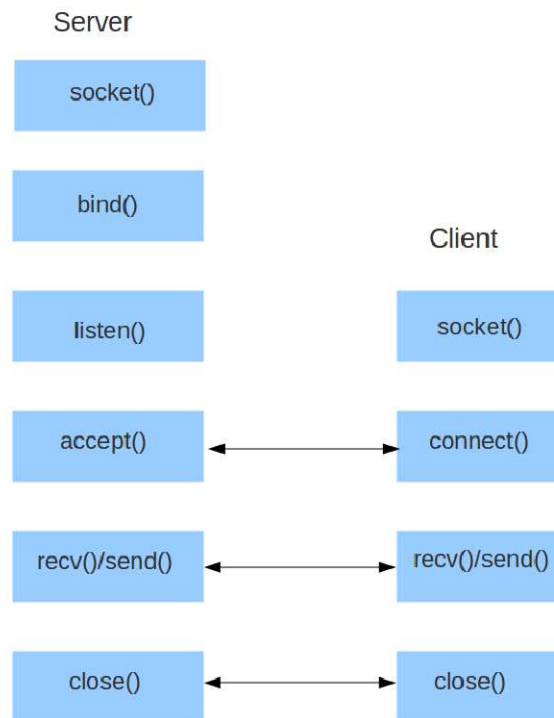 Server
socket()
bind()
Client
listen()
socket()
accept()
connect()
recv()/send()
recv()/send()
close()
close()